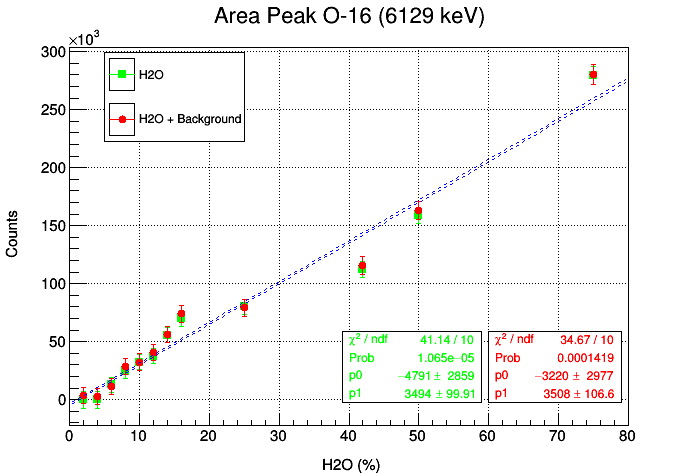 Area Peak O-16 (6129 keV)
×10³
300
250
200
150
100
50
0
Counts
H2O
H2O + Background
χ² / ndf 41.14 / 10
Prob 1.065e−05
p0 −4791 ± 2859
p1 3494 ± 99.91
χ² / ndf 34.67 / 10
Prob 0.0001419
p0 −3220 ± 2977
p1 3508 ± 106.6
0 10 20 30 40 50 60 70 80
H2O (%)